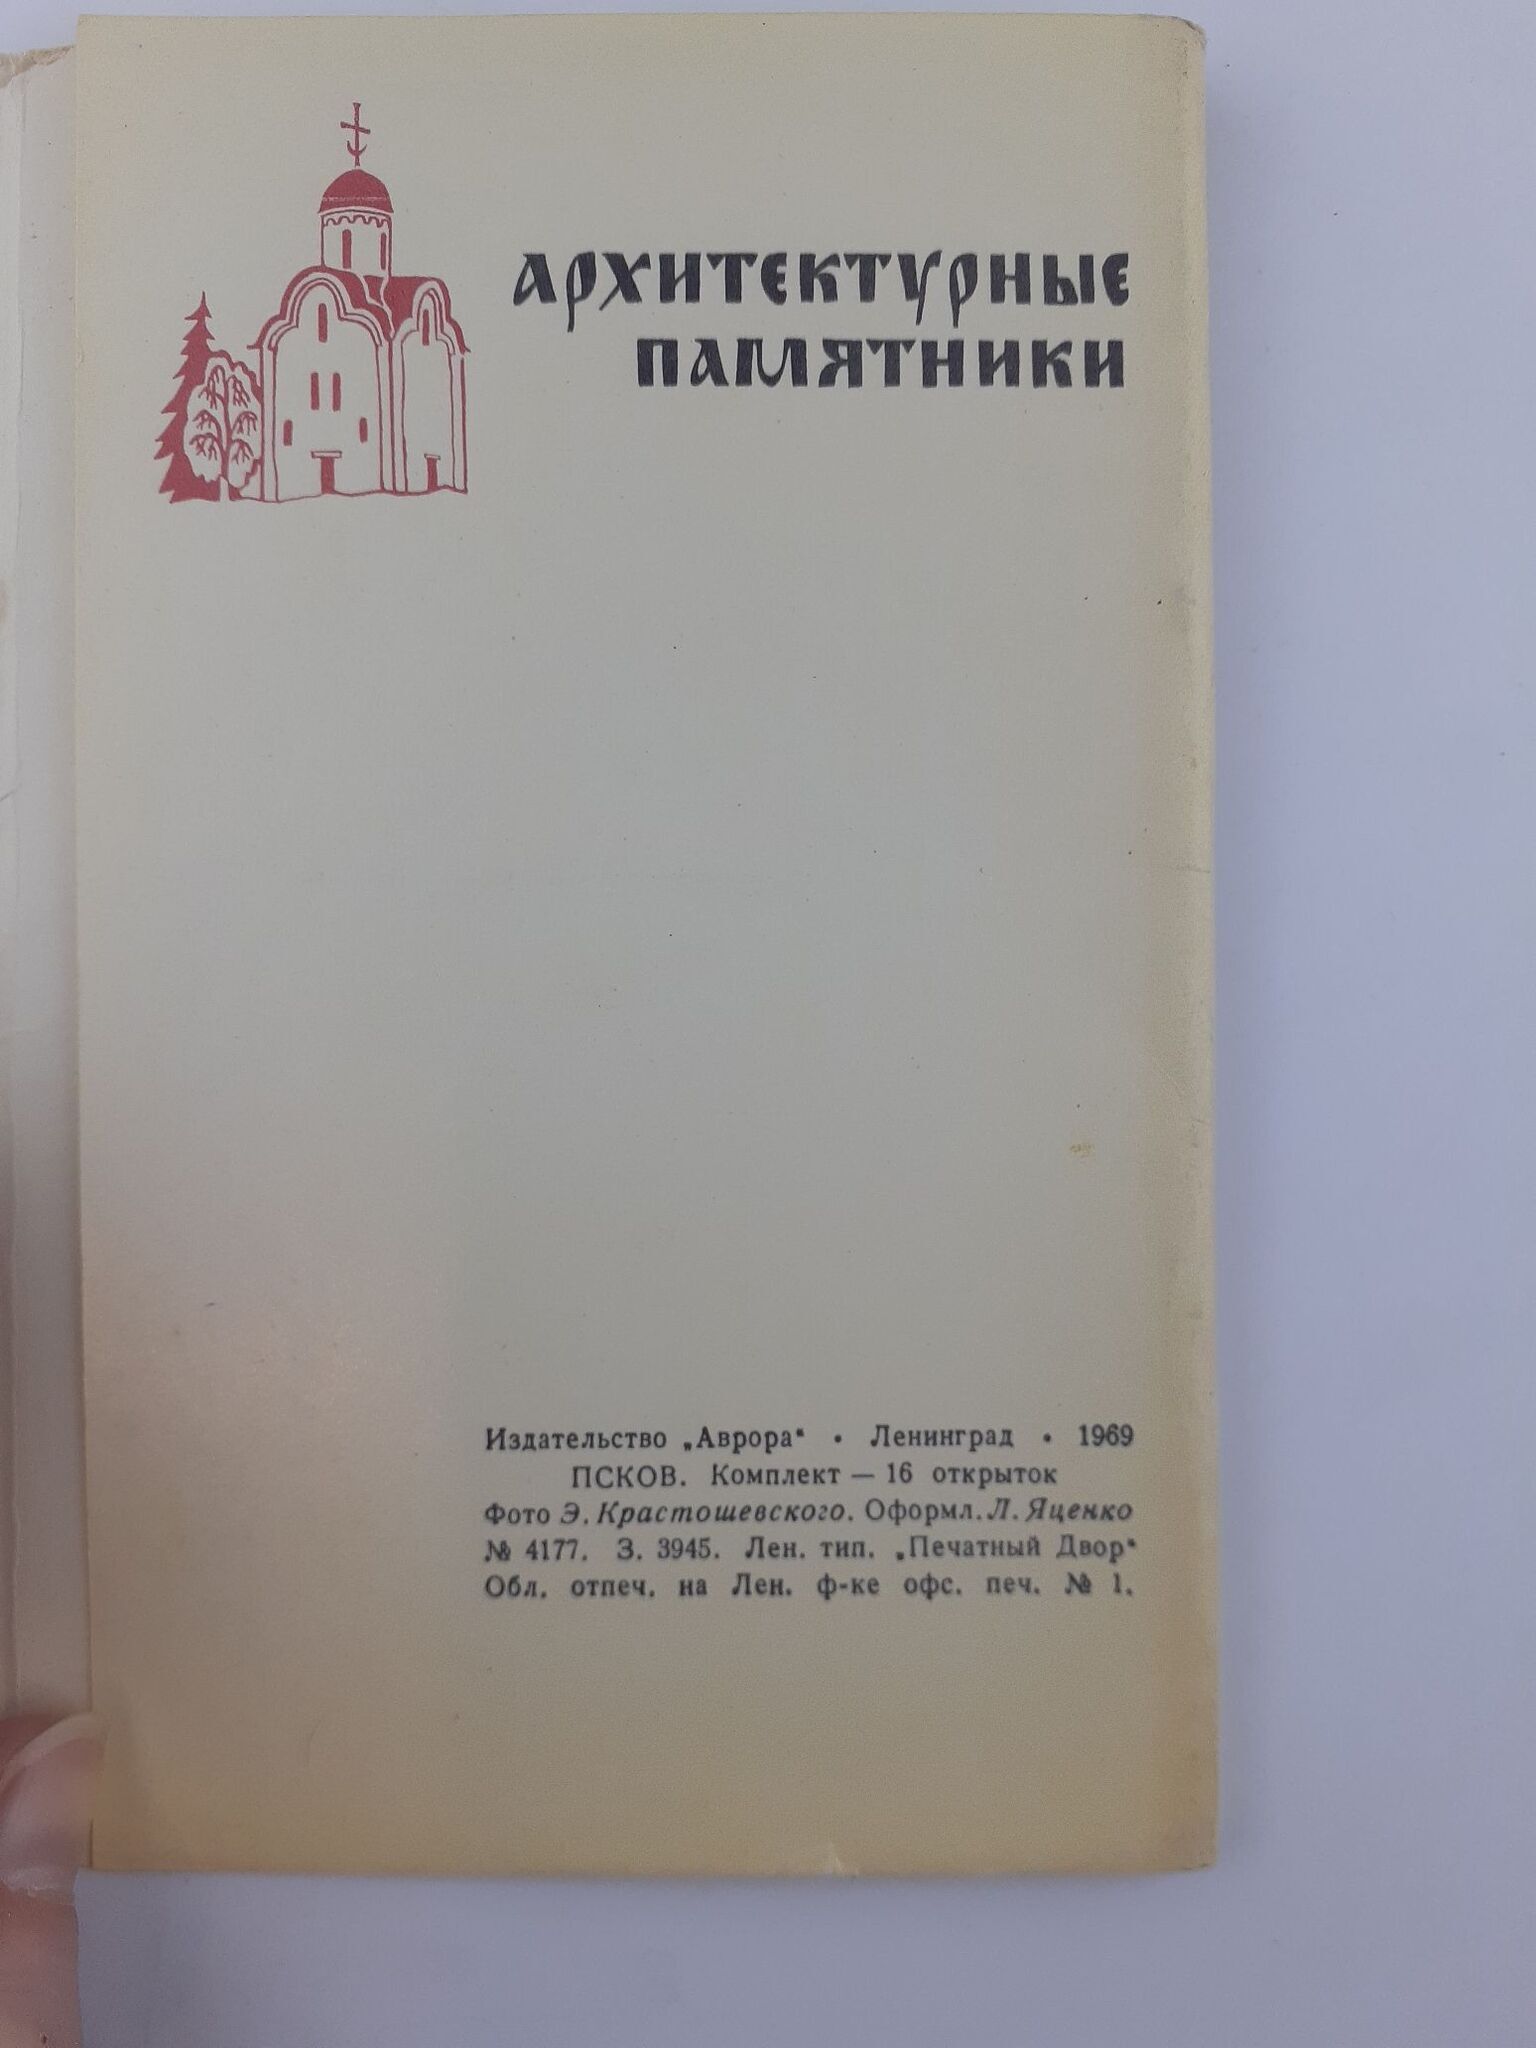 АРХИТЕКТУРНЫЕ
ПАМЯТНИКИ
Издательство „Аврора“ • Ленинград • 1969
ПСКОВ. Комплект — 16 открыток
Фото Э. Крастошевского. Оформл. Л. Яценко
№ 4177. З. 3945. Лен. тип. „Печатный Двор“
Обл. отпеч. на Лен. ф-ке офс. печ. № 1.